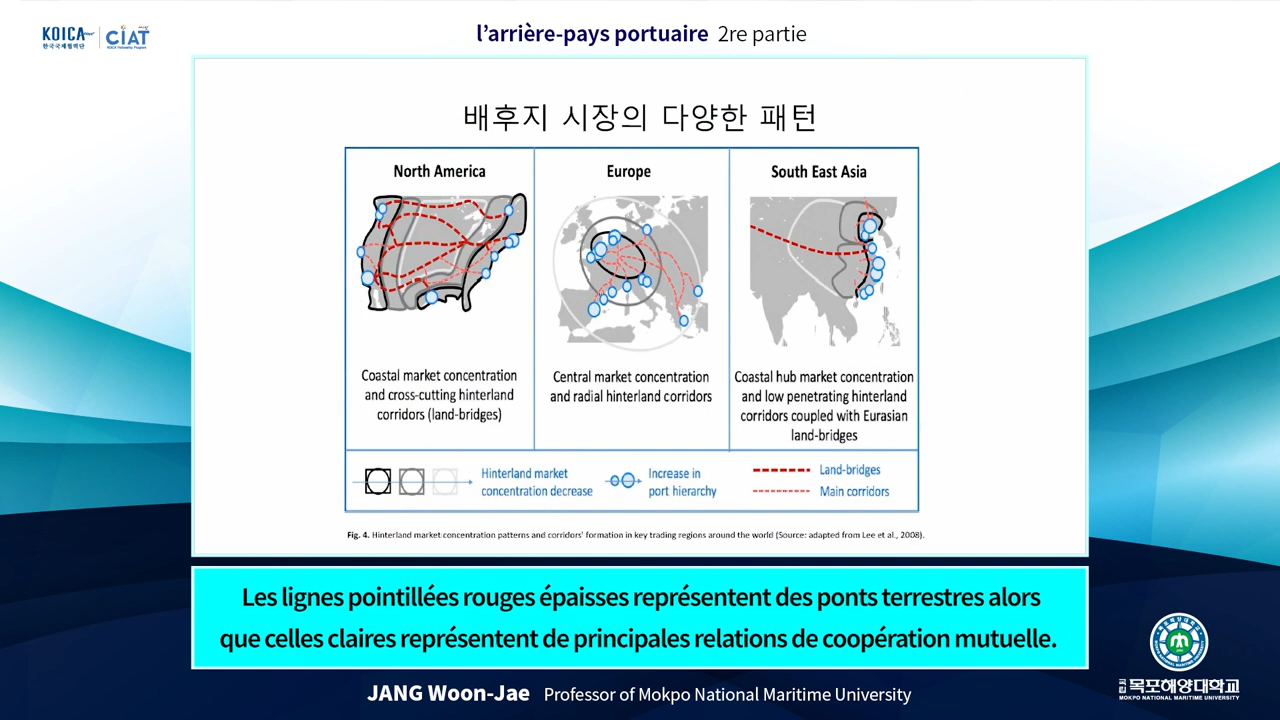 KOICA
한국국제협력단
CIAT
KOICA Fellowship Program
l'arrière-pays portuaire 2re partie
배후지 시장의 다양한 패턴
North America
Europe
South East Asia
Coastal market concentration
and cross-cutting hinterland
corridors (land-bridges)
Central market concentration
and radial hinterland corridors
Coastal hub market concentration
and low penetrating hinterland
corridors coupled with Eurasian
land-bridges
Hinterland market
concentration decrease
Increase in
port hierarchy
Land-bridges
Main corridors
Fig. 4. Hinterland market concentration patterns and corridors' formation in key trading regions around the world (Source: adapted from Lee et al., 2008).
Les lignes pointillées rouges épaisses représentent des ponts terrestres alors
que celles claires représentent de principales relations de coopération mutuelle.
JANG Woon-Jae Professor of Mokpo National Maritime University
국립 목포해양대학교
MOKPO NATIONAL MARITIME UNIVERSITY